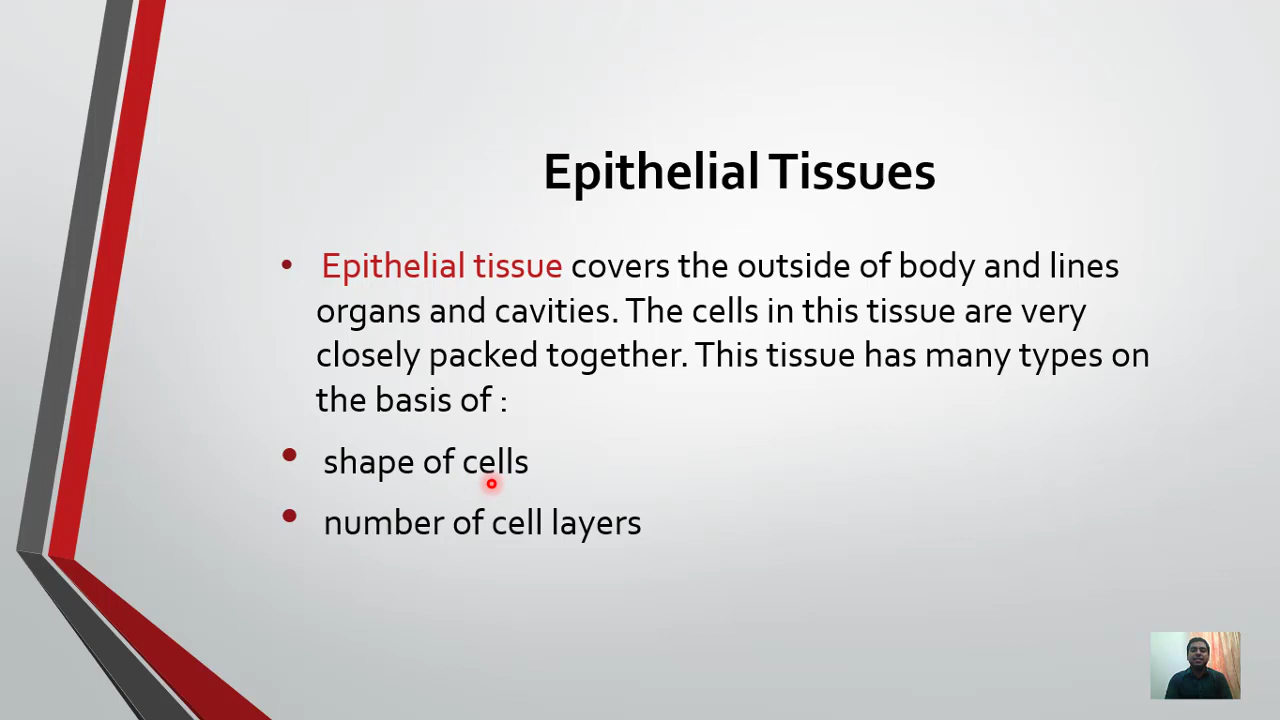 Epithelial Tissues
• Epithelial tissue covers the outside of body and lines
organs and cavities. The cells in this tissue are very
closely packed together. This tissue has many types on
the basis of :
• shape of cells
• number of cell layers